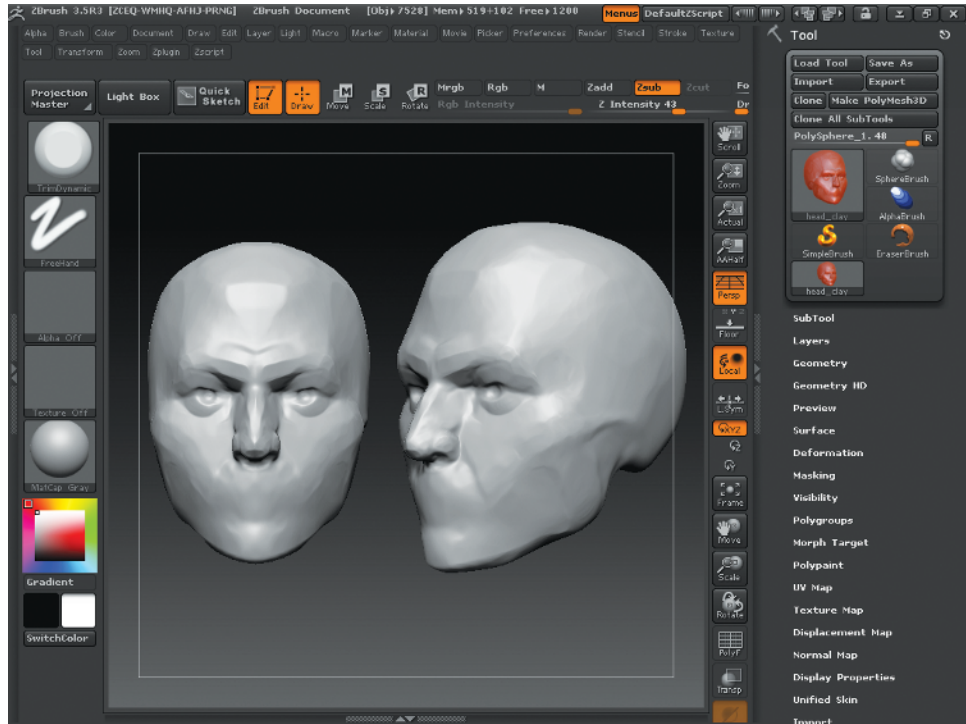 ZBrush 3.5R3 [ZCEQ-WMHQ-AFHJ-PRNG] ZBrush Document [Obj▸7528] Mem▸519+102 Free▸1200 Menus DefaultZScript
Alpha Brush Color Document Draw Edit Layer Light Macro Marker Material Movie Picker Preferences Render Stencil Stroke Texture
Tool Transform Zoom Zplugin Zscript
Projection Master
Light Box
Quick Sketch
Edit
Draw
M
Move
S
Scale
R
Rotate
Mrgb Rgb M
Rgb Intensity
Zadd Zsub Zcut
Z Intensity 43
Fo
Dr
TrimDynamic
FreeHand
Alpha Off
Texture Off
MatCap Gray
Gradient
SwitchColor
Scroll
Zoom
Actual
AAHalf
Persp
Floor
Local
L.Sym
XYZ
Y
Frame
Move
Scale
Rotate
PolyF
Transp
Tool
Load Tool Save As
Import Export
Clone Make PolyMesh3D
Clone All SubTools
PolySphere_1. 48 R
head_clay
SphereBrush
AlphaBrush
SimpleBrush
EraserBrush
head_clay
SubTool
Layers
Geometry
Geometry HD
Preview
Surface
Deformation
Masking
Visibility
Polygroups
Morph Target
Polypaint
UV Map
Texture Map
Displacement Map
Normal Map
Display Properties
Unified Skin
Import